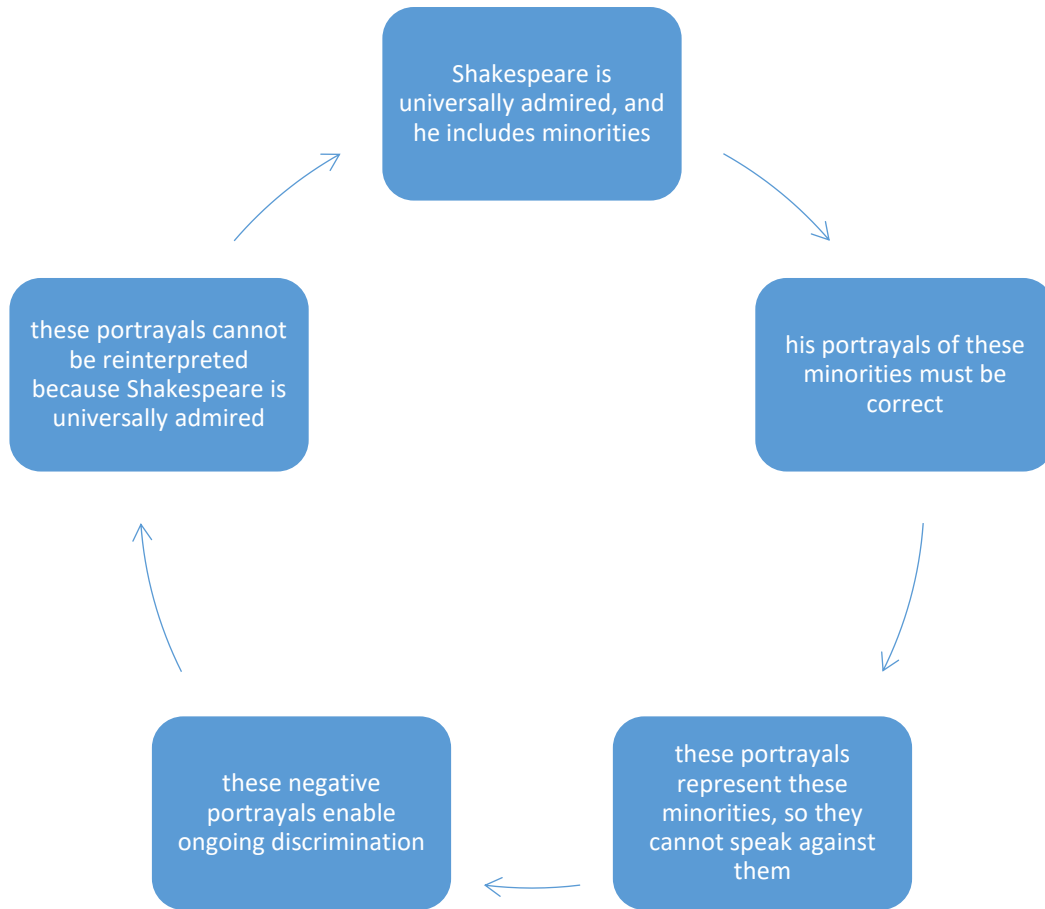 Shakespeare is
universally admired, and
he includes minorities
his portrayals of these
minorities must be
correct
these portrayals
represent these
minorities, so they
cannot speak against
them
these negative
portrayals enable
ongoing discrimination
these portrayals cannot
be reinterpreted
because Shakespeare is
universally admired